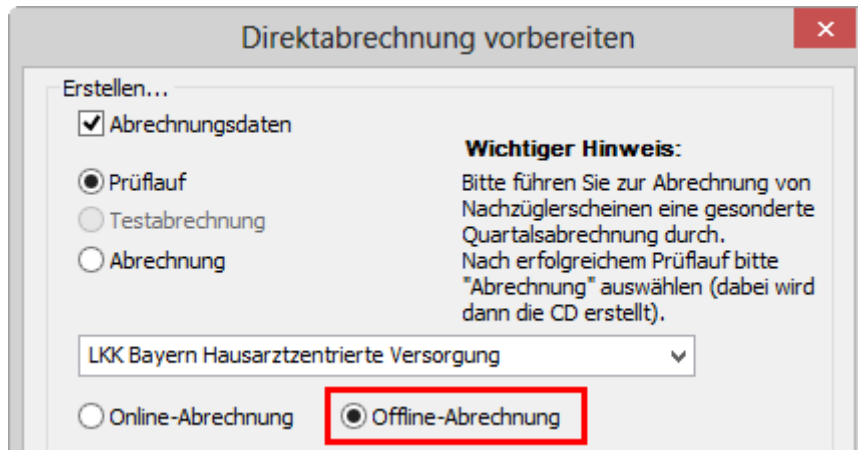 Direktabrechnung vorbereiten
Erstellen...
Abrechnungsdaten
Prüflauf
Testabrechnung
Abrechnung
Wichtiger Hinweis:
Bitte führen Sie zur Abrechnung von
Nachzüglerscheinen eine gesonderte
Quartalsabrechnung durch.
Nach erfolgreichem Prüflauf bitte
"Abrechnung" auswählen (dabei wird
dann die CD erstellt).
LKK Bayern Hausarztzentrierte Versorgung
Online-Abrechnung
Offline-Abrechnung